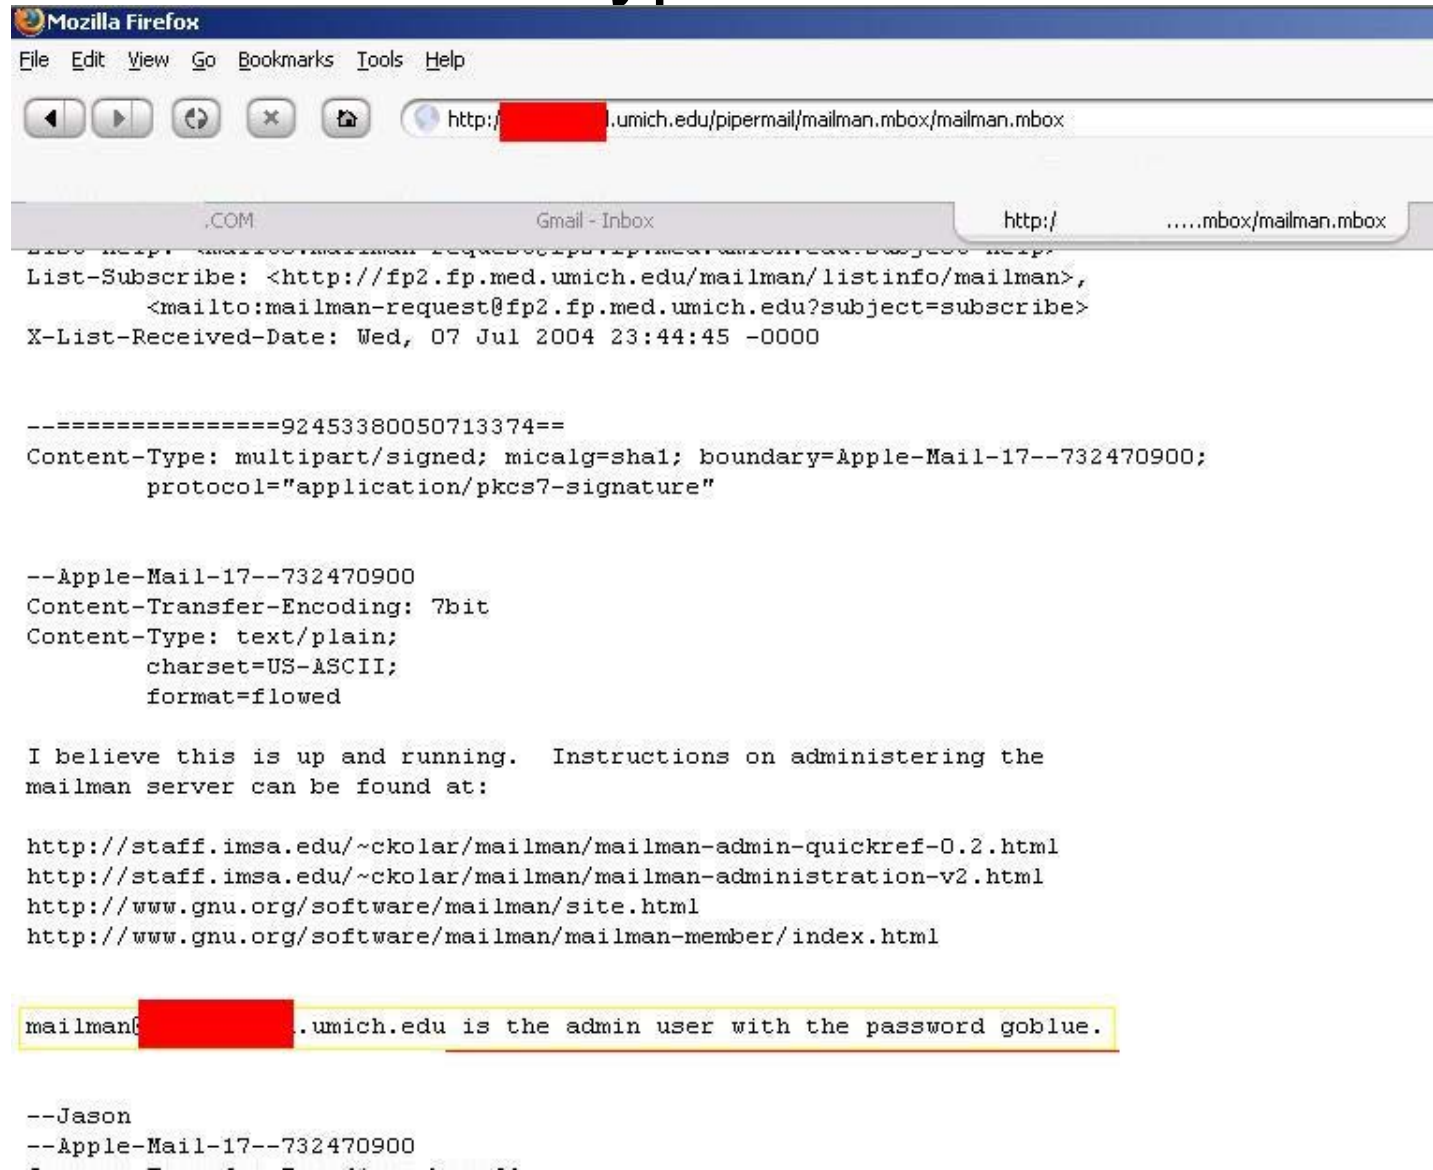 Mozilla Firefox
File Edit View Go Bookmarks Tools Help
http:/ .umich.edu/pipermail/mailman.mbox/mailman.mbox
.COM Gmail - Inbox http:/ .....mbox/mailman.mbox
List-Subscribe: <http://fp2.fp.med.umich.edu/mailman/listinfo/mailman>,
<mailto:mailman-request@fp2.fp.med.umich.edu?subject=subscribe>
X-List-Received-Date: Wed, 07 Jul 2004 23:44:45 -0000
--===============92453380050713374==
Content-Type: multipart/signed; micalg=sha1; boundary=Apple-Mail-17--732470900;
protocol="application/pkcs7-signature"
--Apple-Mail-17--732470900
Content-Transfer-Encoding: 7bit
Content-Type: text/plain;
charset=US-ASCII;
format=flowed
I believe this is up and running. Instructions on administering the
mailman server can be found at:
http://staff.imsa.edu/~ckolar/mailman/mailman-admin-quickref-0.2.html
http://staff.imsa.edu/~ckolar/mailman/mailman-administration-v2.html
http://www.gnu.org/software/mailman/site.html
http://www.gnu.org/software/mailman/mailman-member/index.html
mailman@ .umich.edu is the admin user with the password goblue.
--Jason
--Apple-Mail-17--732470900